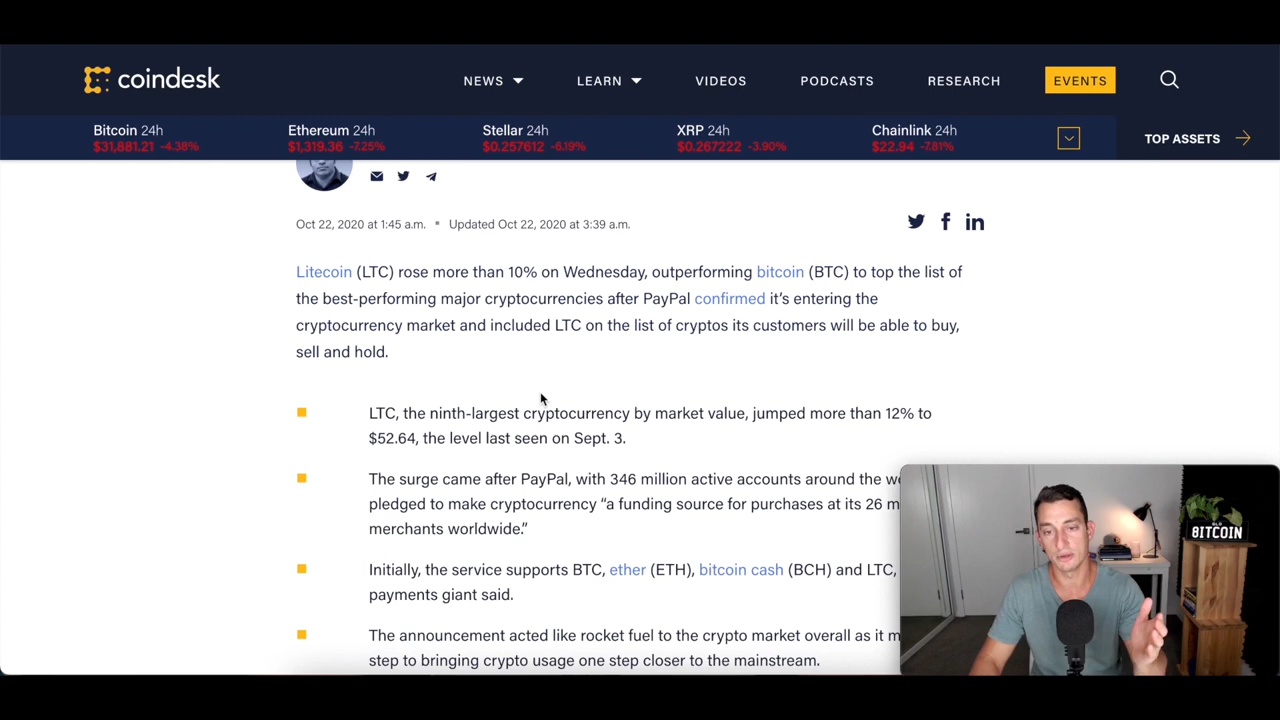 coindesk
NEWS LEARN VIDEOS PODCASTS RESEARCH EVENTS
Bitcoin 24h Ethereum 24h Stellar 24h XRP 24h Chainlink 24h
$31,881.21 -4.38% $1,319.36 -7.25% $0.257612 -6.19% $0.267222 -3.90% $22.94 -7.81%
TOP ASSETS
Oct 22, 2020 at 1:45 a.m. Updated Oct 22, 2020 at 3:39 a.m.
Litecoin (LTC) rose more than 10% on Wednesday, outperforming bitcoin (BTC) to top the list of
the best-performing major cryptocurrencies after PayPal confirmed it’s entering the
cryptocurrency market and included LTC on the list of cryptos its customers will be able to buy,
sell and hold.
LTC, the ninth-largest cryptocurrency by market value, jumped more than 12% to
$52.64, the level last seen on Sept. 3.
The surge came after PayPal, with 346 million active accounts around the
pledged to make cryptocurrency “a funding source for purchases at its 26
merchants worldwide.”
Initially, the service supports BTC, ether (ETH), bitcoin cash (BCH) and LTC,
payments giant said.
The announcement acted like rocket fuel to the crypto market overall as it
step to bringing crypto usage one step closer to the mainstream.
BITCOIN